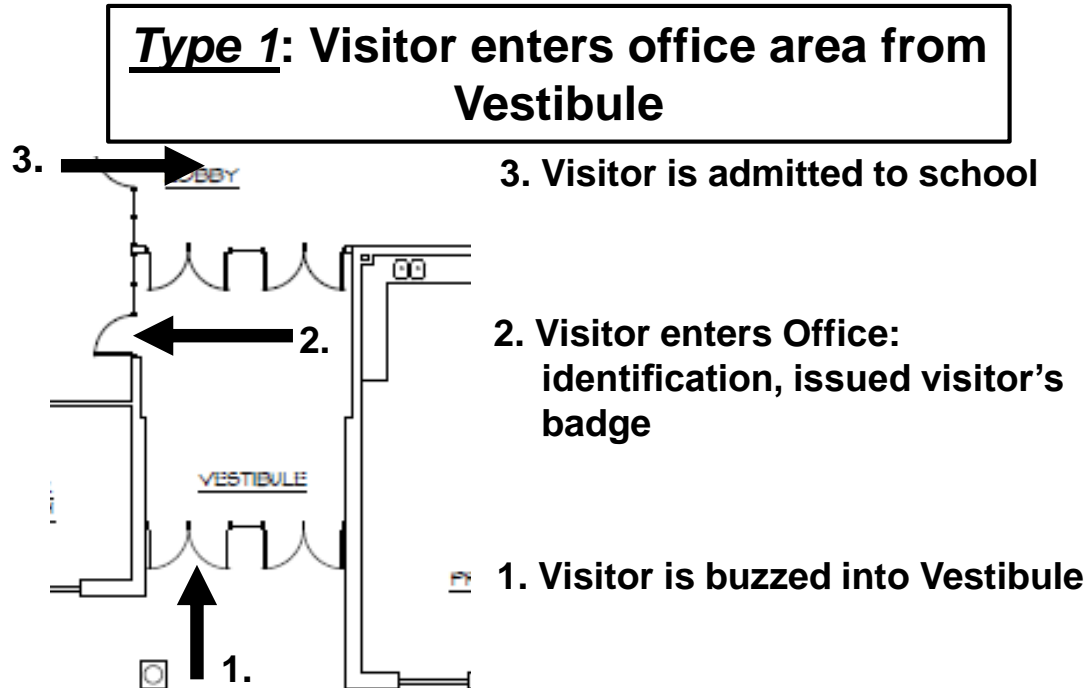 Type 1: Visitor enters office area from
Vestibule
3.
3. Visitor is admitted to school
2.
2. Visitor enters Office:
identification, issued visitor's
badge
VESTIBULE
1. Visitor is buzzed into Vestibule
1.